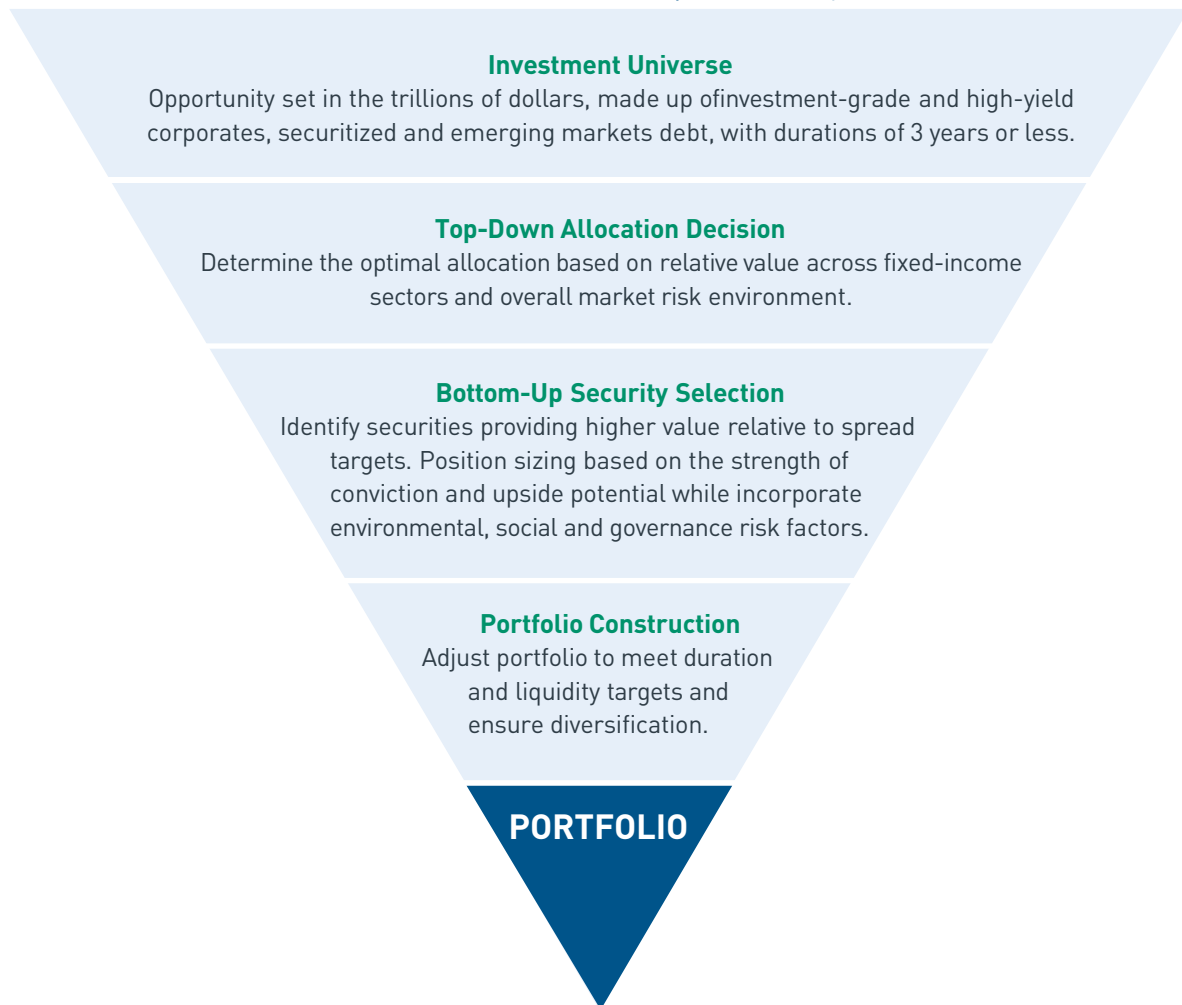 Investment Universe
Opportunity set in the trillions of dollars, made up ofinvestment-grade and high-yield
corporates, securitized and emerging markets debt, with durations of 3 years or less.
Top-Down Allocation Decision
Determine the optimal allocation based on relative value across fixed-income
sectors and overall market risk environment.
Bottom-Up Security Selection
Identify securities providing higher value relative to spread
targets. Position sizing based on the strength of
conviction and upside potential while incorporate
environmental, social and governance risk factors.
Portfolio Construction
Adjust portfolio to meet duration
and liquidity targets and
ensure diversification.
PORTFOLIO